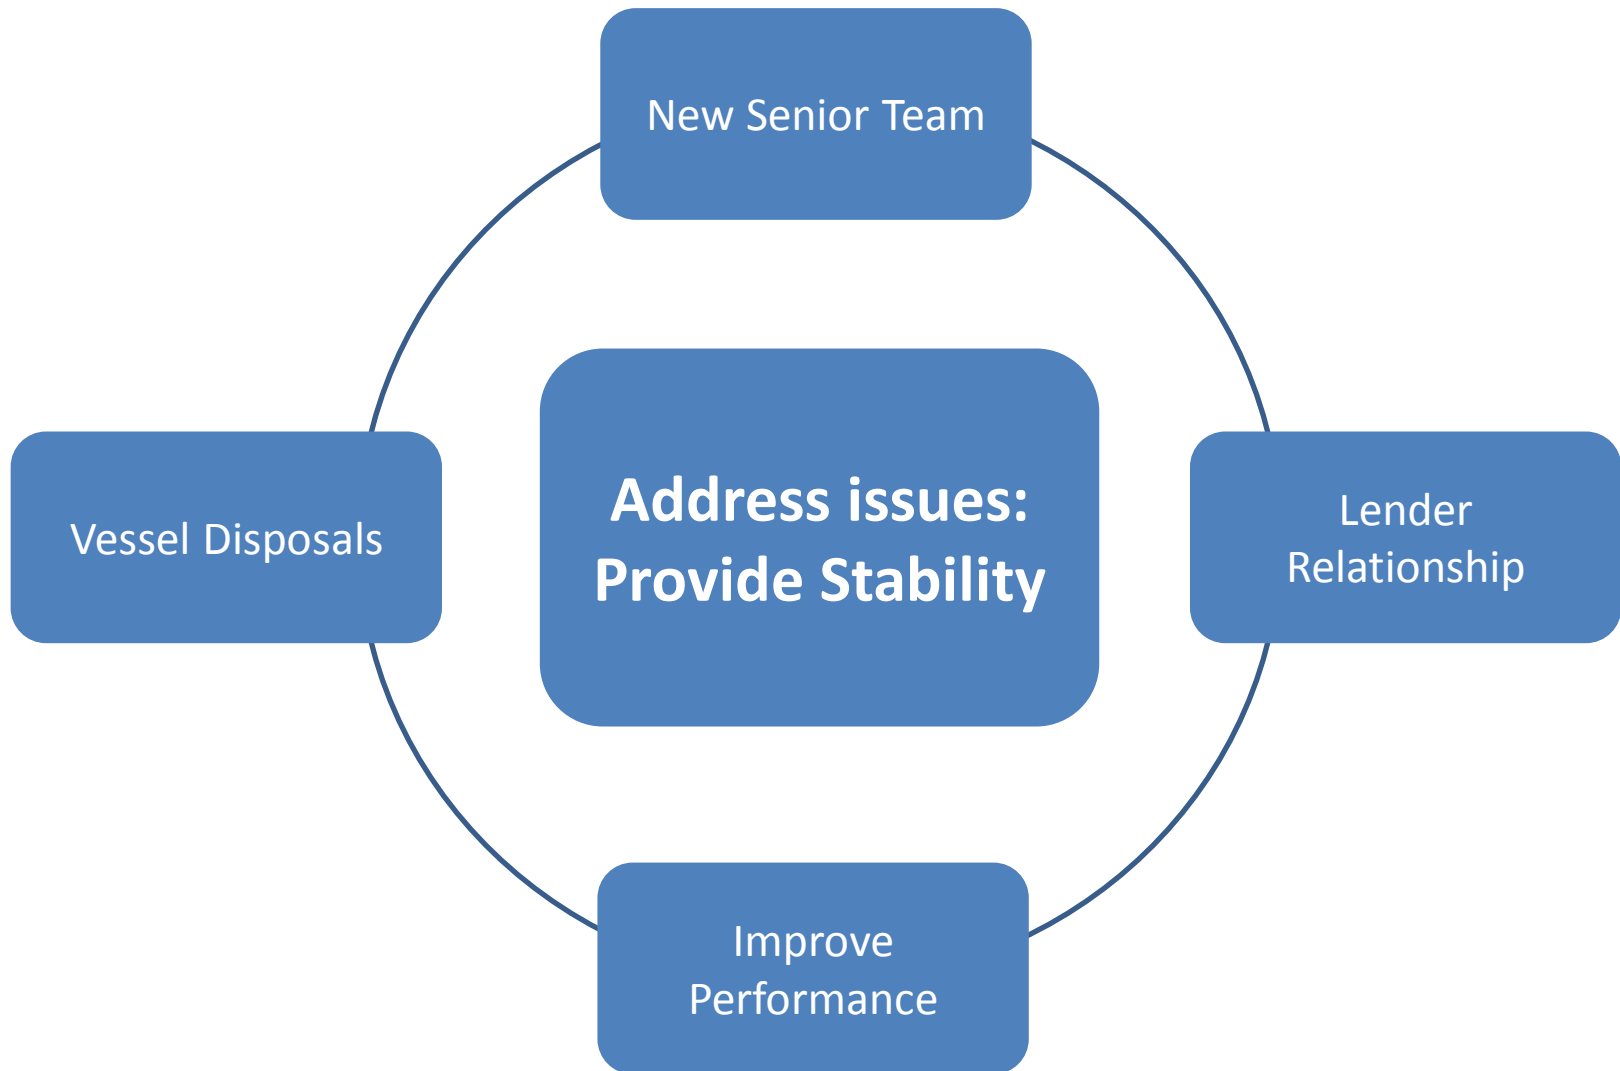 New Senior Team
Address issues:
Provide Stability
Vessel Disposals
Lender
Relationship
Improve
Performance